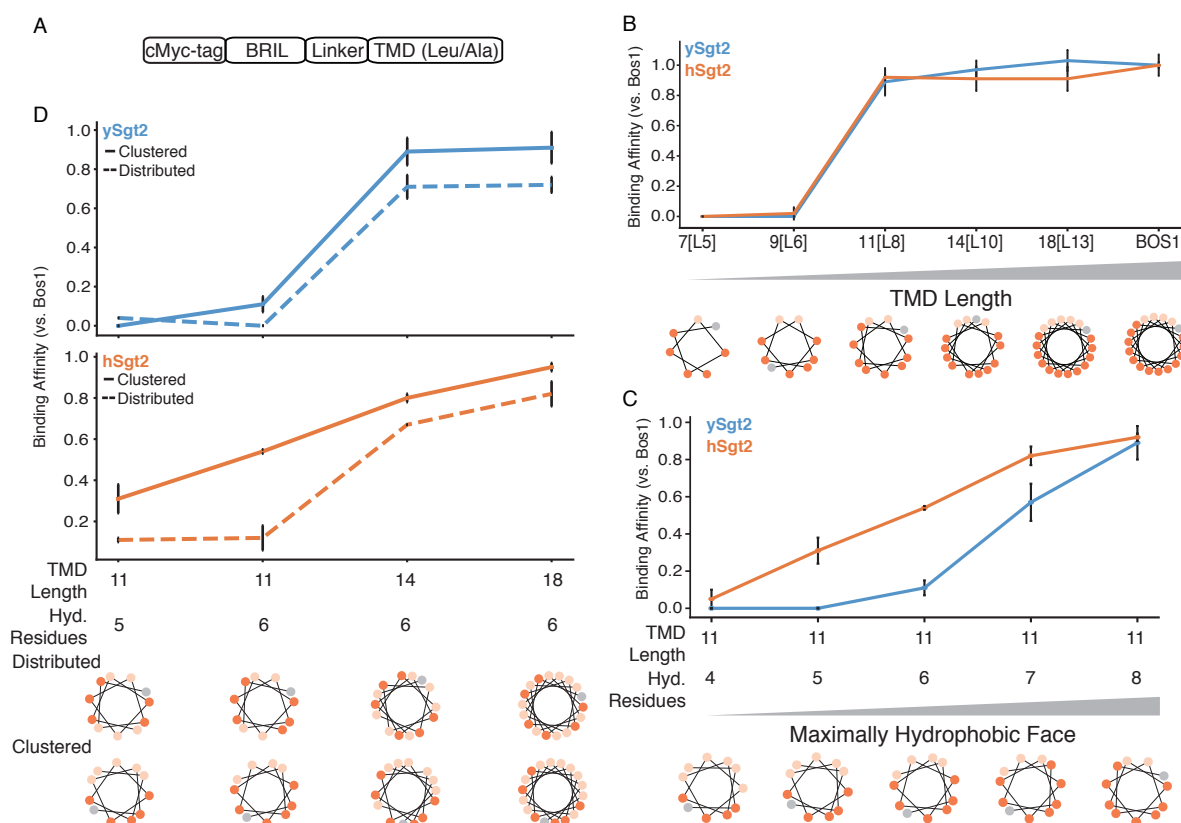 A
cMyc-tag BRIL Linker TMD (Leu/Ala)
B
ySgt2
hSgt2
Binding Affinity (vs. Bos1)
1.0
0.8
0.6
0.4
0.2
0.0
7[L5] 9[L6] 11[L8] 14[L10] 18[L13] BOS1
TMD Length
C
ySgt2
hSgt2
Binding Affinity (vs. Bos1)
1.0
0.8
0.6
0.4
0.2
0.0
TMD Length 11 11 11 11 11
Hyd. Residues 4 5 6 7 8
Maximally Hydrophobic Face
D
ySgt2
Clustered
Distributed
1.0
0.8
0.6
0.4
0.2
0.0
Binding Affinity (vs. Bos1)
hSgt2
Clustered
Distributed
1.0
0.8
0.6
0.4
0.2
TMD Length 11 11 14 18
Hyd. Residues 5 6 6 6
Distributed
Clustered